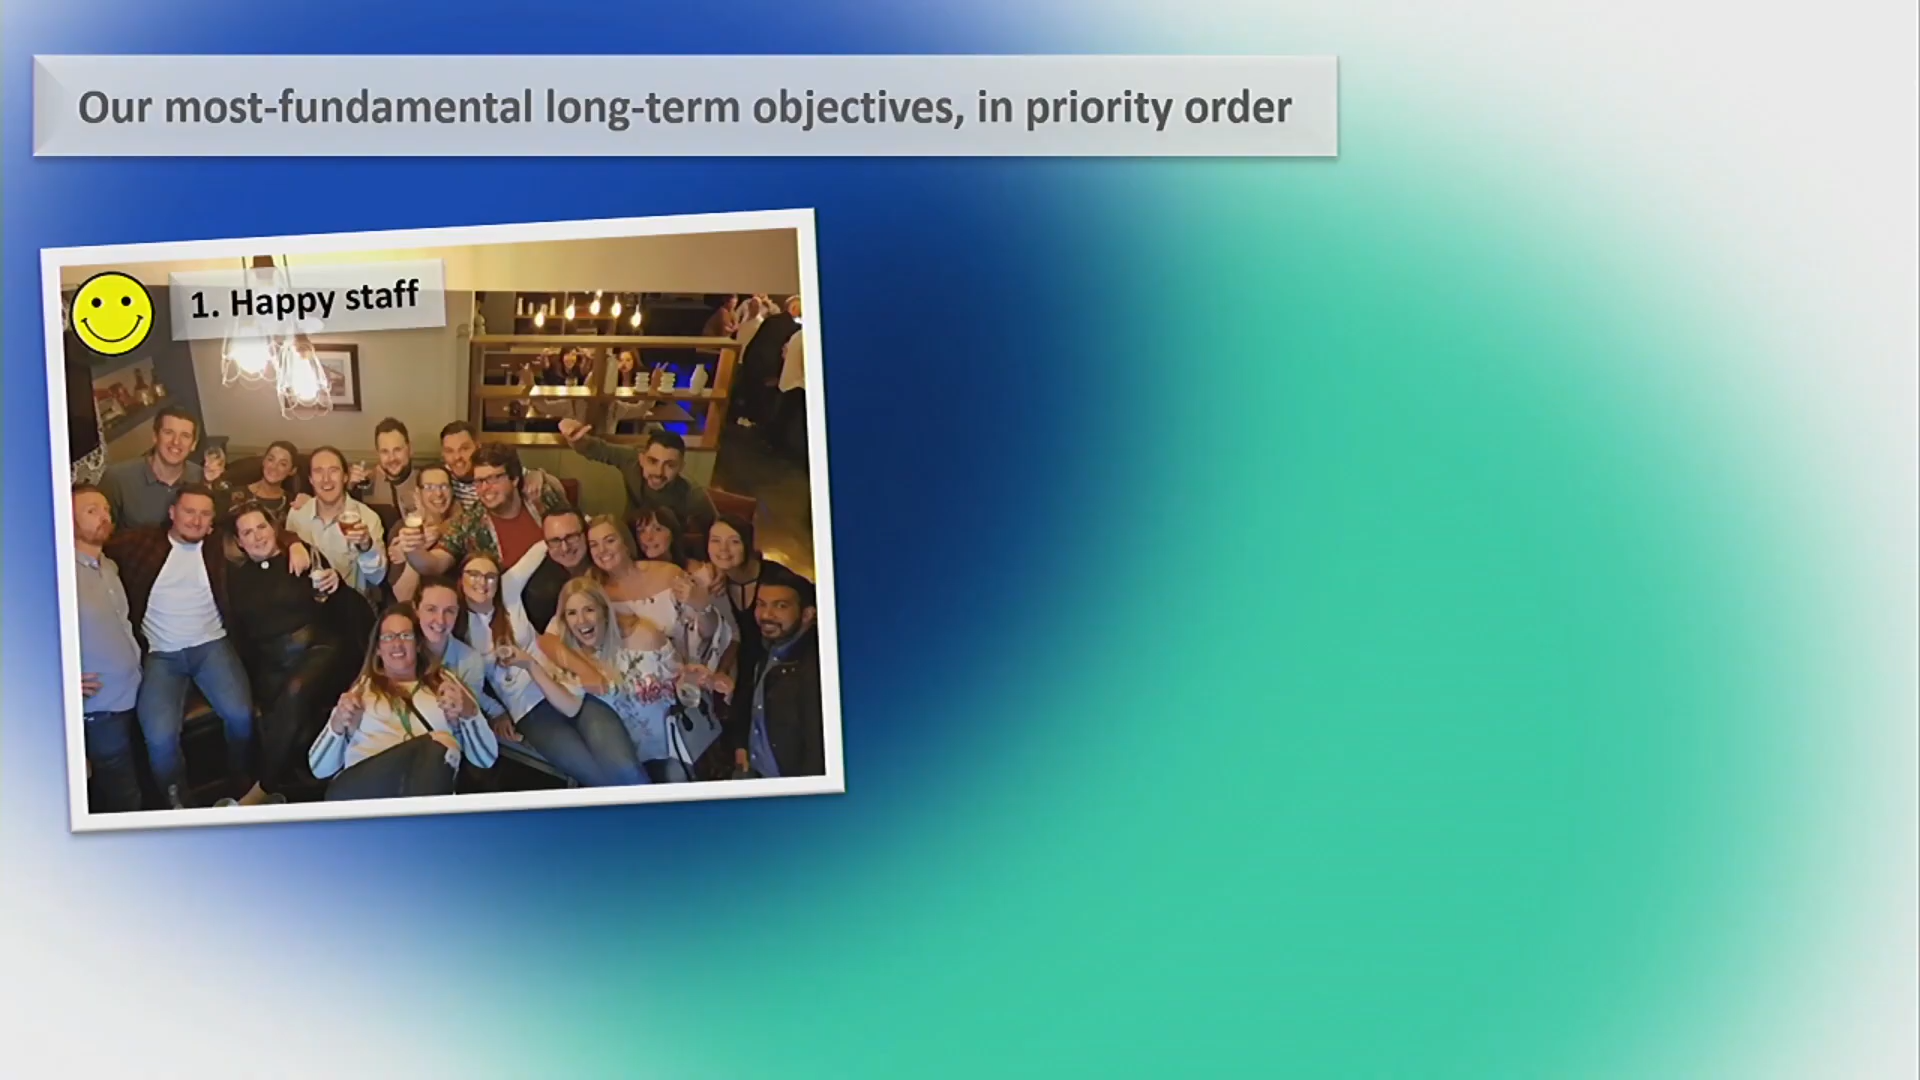 Our most-fundamental long-term objectives, in priority order
1. Happy staff